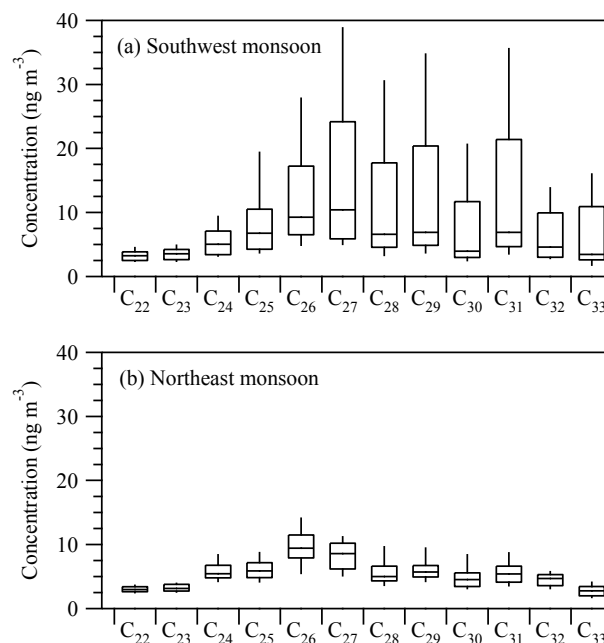 (a) Southwest monsoon
Concentration (ng m⁻³)
40
30
20
10
0
C₂₂ C₂₃ C₂₄ C₂₅ C₂₆ C₂₇ C₂₈ C₂₉ C₃₀ C₃₁ C₃₂ C₃₃
(b) Northeast monsoon
Concentration (ng m⁻³)
40
30
20
10
0
C₂₂ C₂₃ C₂₄ C₂₅ C₂₆ C₂₇ C₂₈ C₂₉ C₃₀ C₃₁ C₃₂ C₃₃